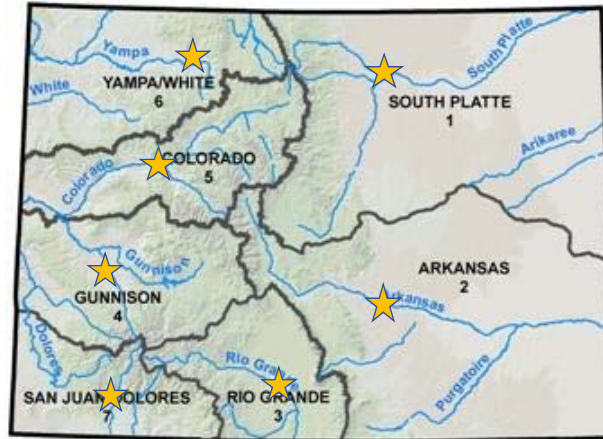 Yampa
South Platte
YAMPA/WHITE
6
White
SOUTH PLATTE
1
Arikaree
COLORADO
5
Colorado
Gunnison
ARKANSAS
2
GUNNISON
4
Arkansas
Dolores
Rio Grande
Purgatoire
SAN JUAN/DOLORES
7
RIO GRANDE
3